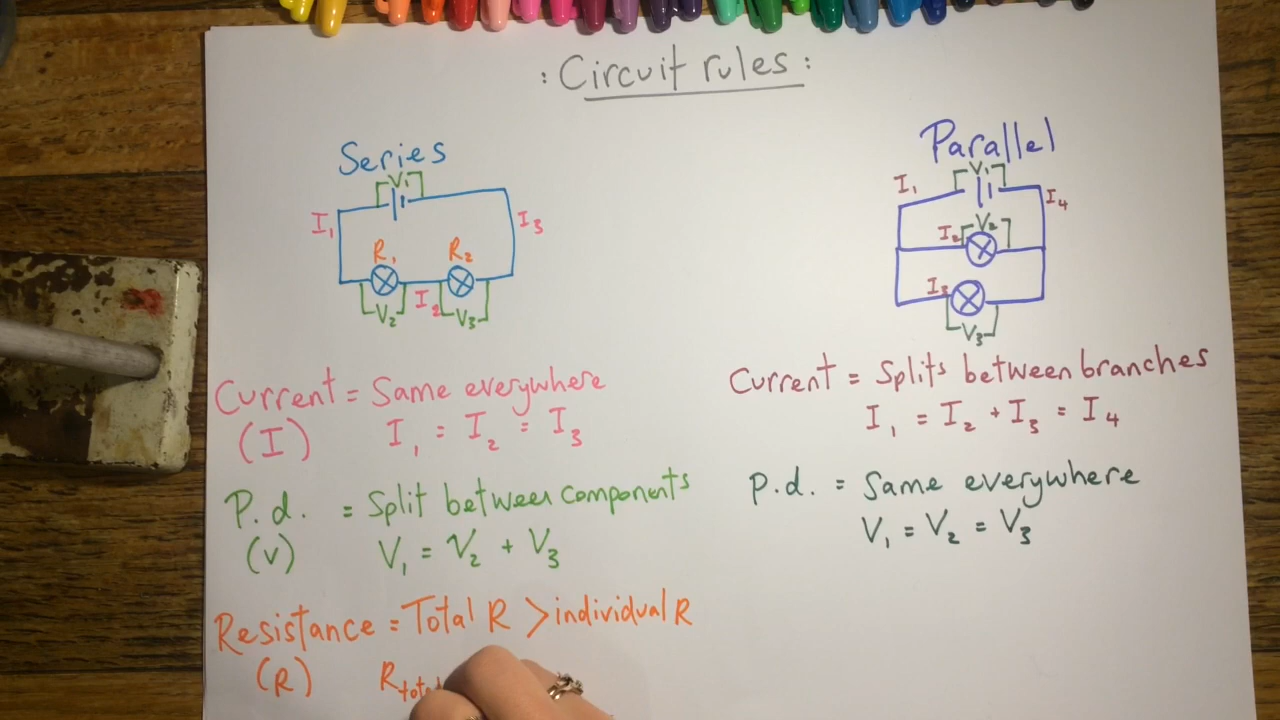 : Circuit rules :
Series
V₁
I₁
I₃
R₁ R₂
I₂
V₂ V₃
Current = Same everywhere
(I) I₁ = I₂ = I₃
P.d. = Split between components
(V) V₁ = V₂ + V₃
Resistance = Total R > individual R
(R)
Parallel
V₁
I₁
I₄
V₂
I₂
I₃
V₃
Current = Splits between branches
I₁ = I₂ + I₃ = I₄
P.d. = Same everywhere
V₁ = V₂ = V₃